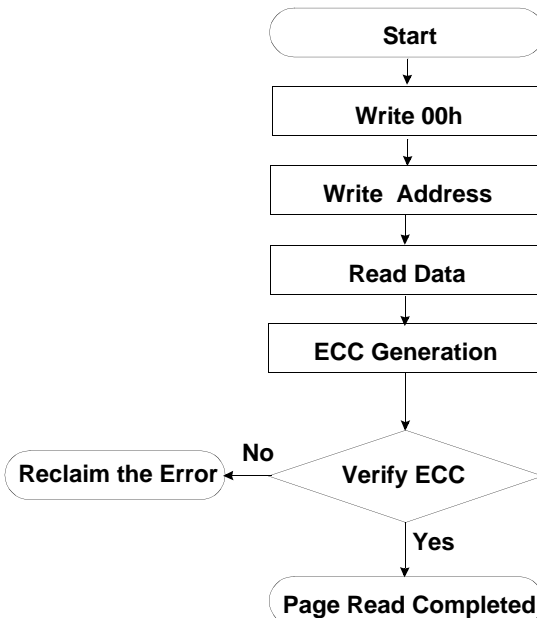 Start
Write 00h
Write Address
Read Data
ECC Generation
No
Reclaim the Error
Verify ECC
Yes
Page Read Completed